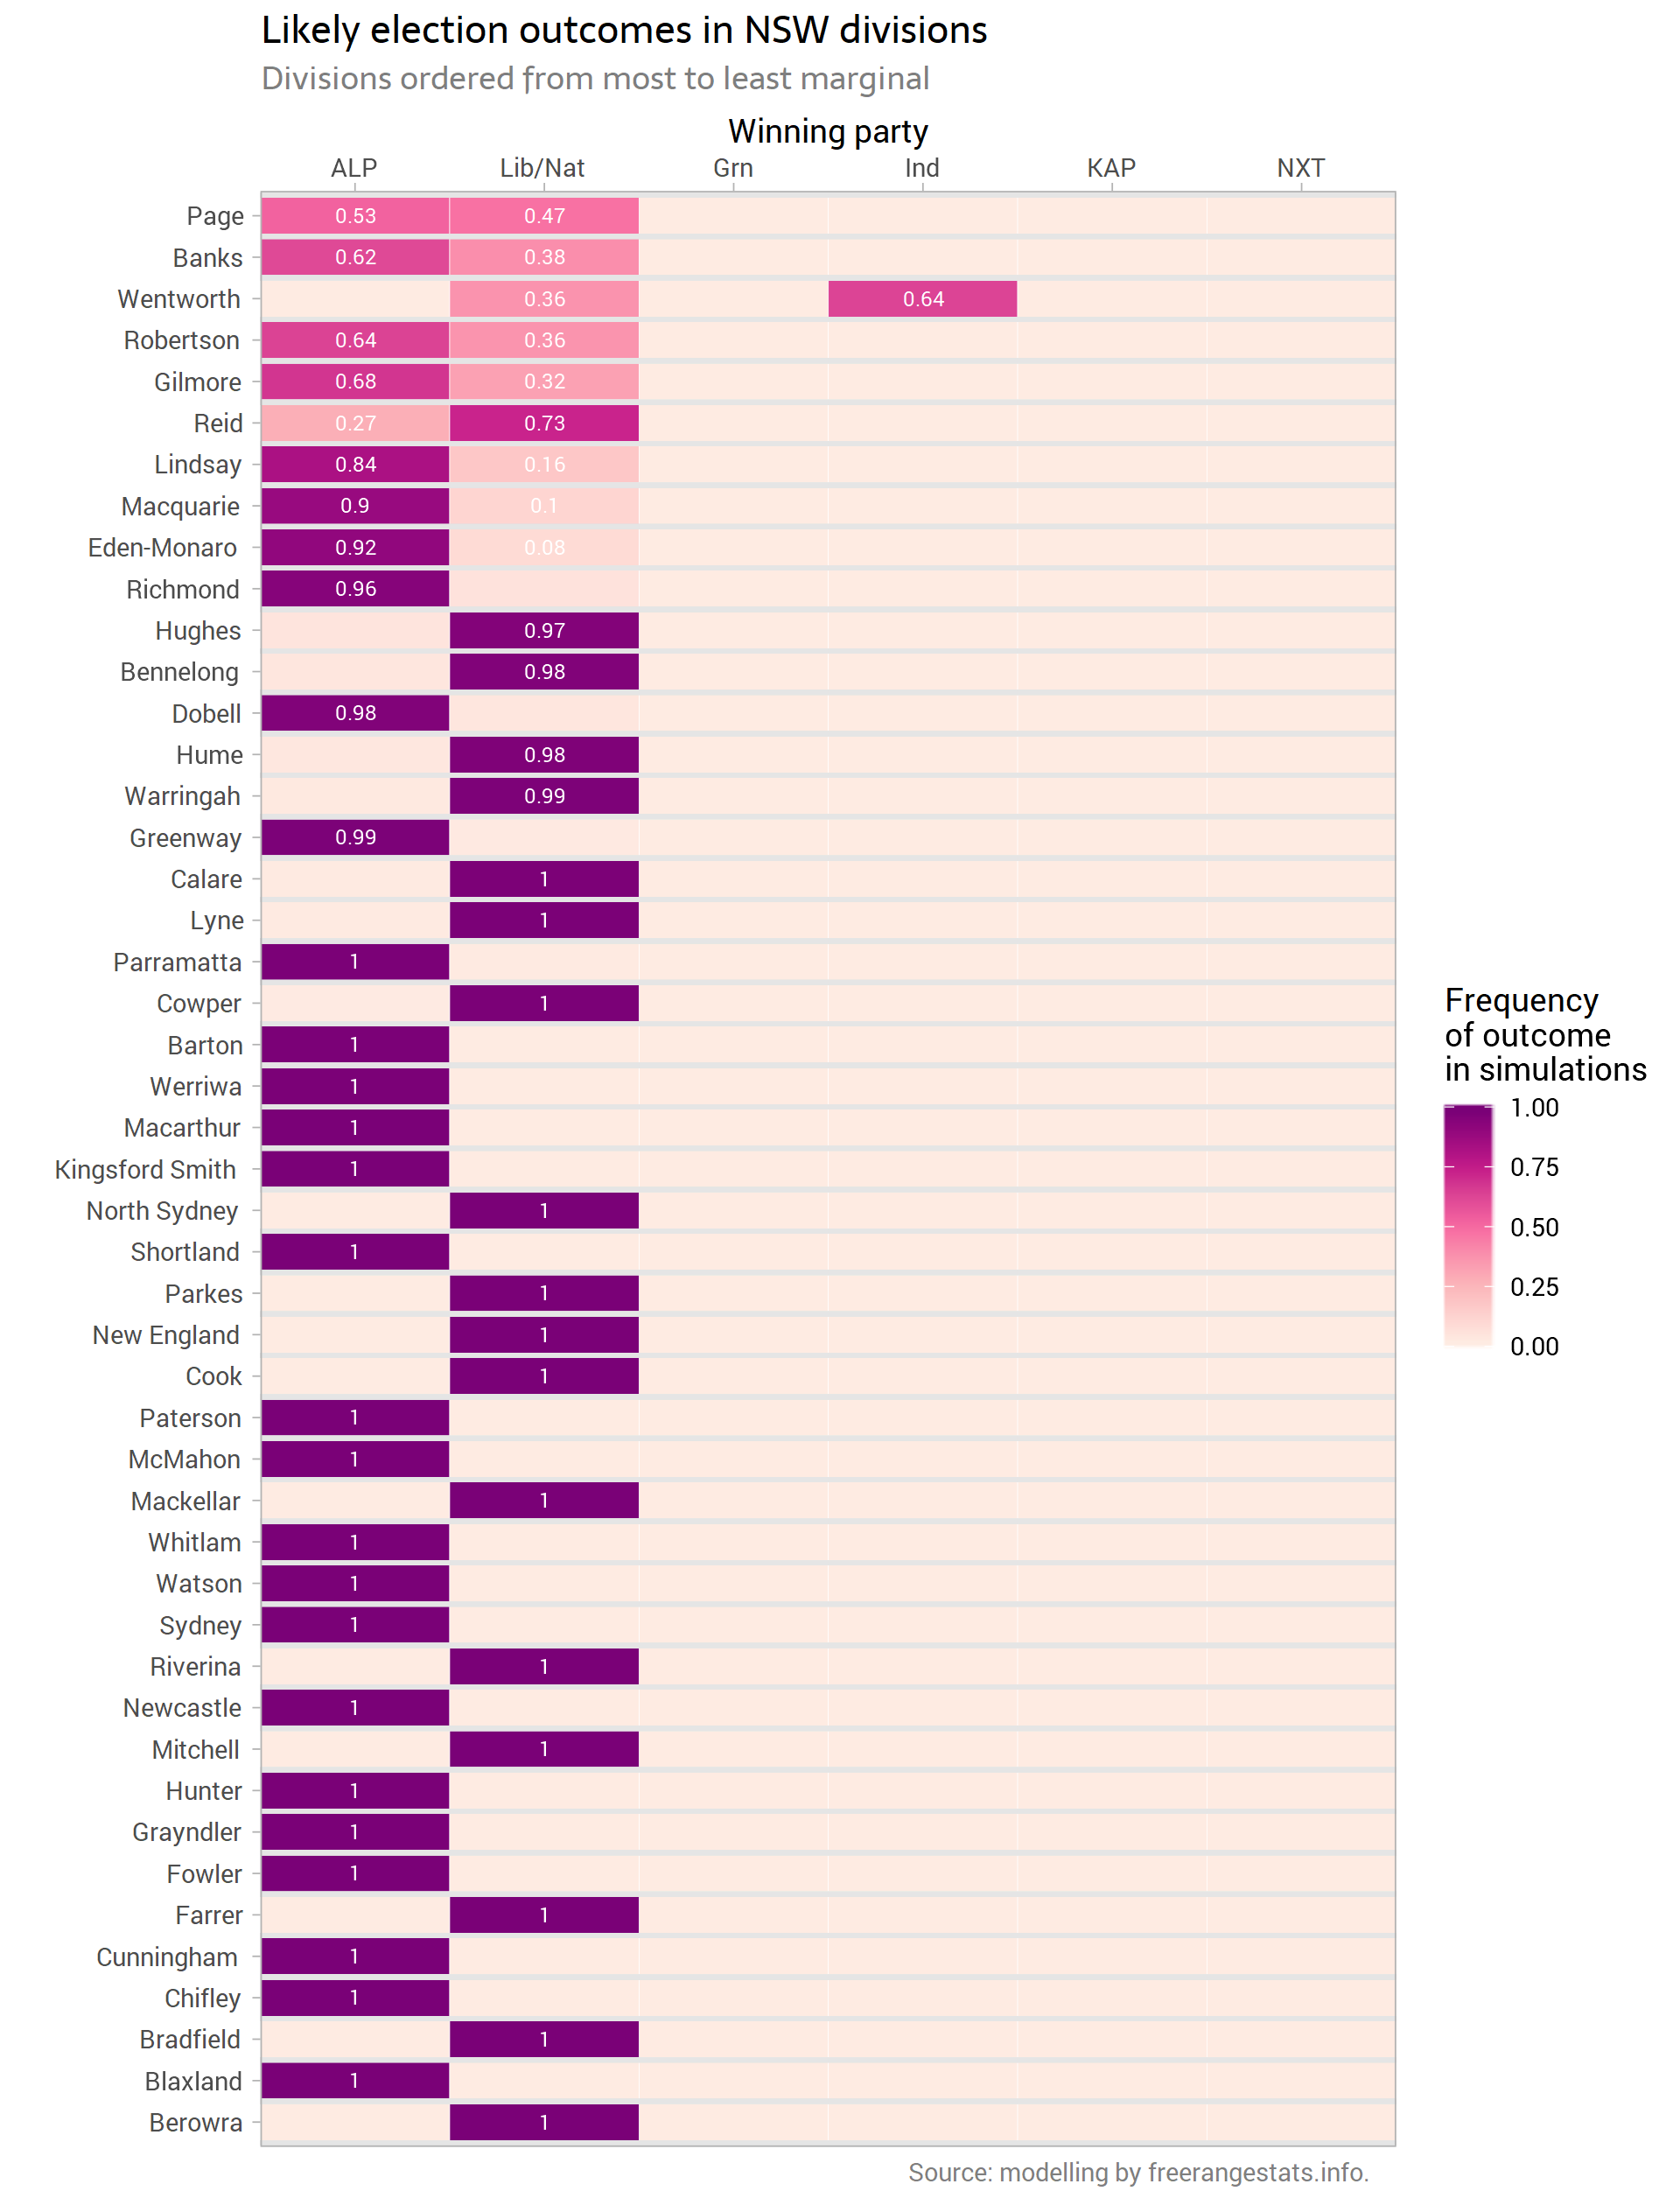 Likely election outcomes in NSW divisions
Divisions ordered from most to least marginal
Winning party
ALP Lib/Nat Grn Ind KAP NXT
Page 0.53 0.47
Banks 0.62 0.38
Wentworth 0.36 0.64
Robertson 0.64 0.36
Gilmore 0.68 0.32
Reid 0.27 0.73
Lindsay 0.84 0.16
Macquarie 0.9 0.1
Eden-Monaro 0.92 0.08
Richmond 0.96
Hughes 0.97
Bennelong 0.98
Dobell 0.98
Hume 0.98
Warringah 0.99
Greenway 0.99
Calare 1
Lyne 1
Parramatta 1
Cowper 1
Barton 1
Werriwa 1
Macarthur 1
Kingsford Smith 1
North Sydney 1
Shortland 1
Parkes 1
New England 1
Cook 1
Paterson 1
McMahon 1
Mackellar 1
Whitlam 1
Watson 1
Sydney 1
Riverina 1
Newcastle 1
Mitchell 1
Hunter 1
Grayndler 1
Fowler 1
Farrer 1
Cunningham 1
Chifley 1
Bradfield 1
Blaxland 1
Berowra 1
Frequency
of outcome
in simulations
1.00
0.75
0.50
0.25
0.00
Source: modelling by freerangestats.info.